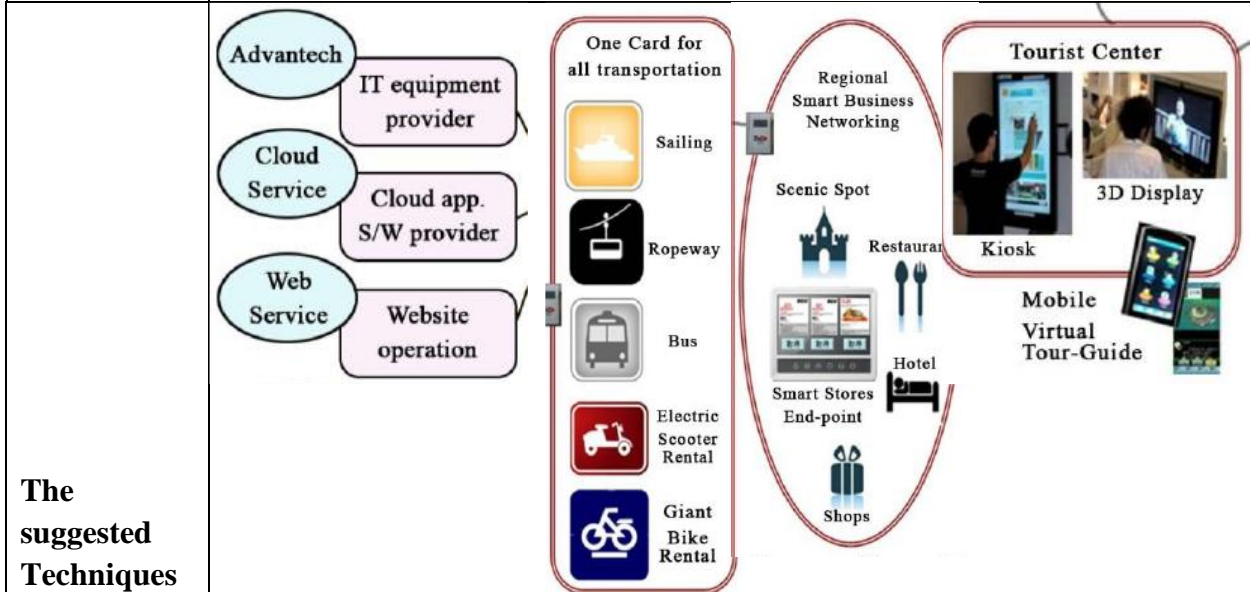 Advantech
IT equipment
provider
Cloud
Service
Cloud app.
S/W provider
Web
Service
Website
operation
One Card for
all transportation
Sailing
Ropeway
Bus
Electric
Scooter
Rental
Giant
Bike
Rental
Regional
Smart Business
Networking
Scenic Spot
Restauran
Hotel
Smart Stores
End-point
Shops
Tourist Center
3D Display
Kiosk
Mobile
Virtual
Tour-Guide
The
suggested
Techniques